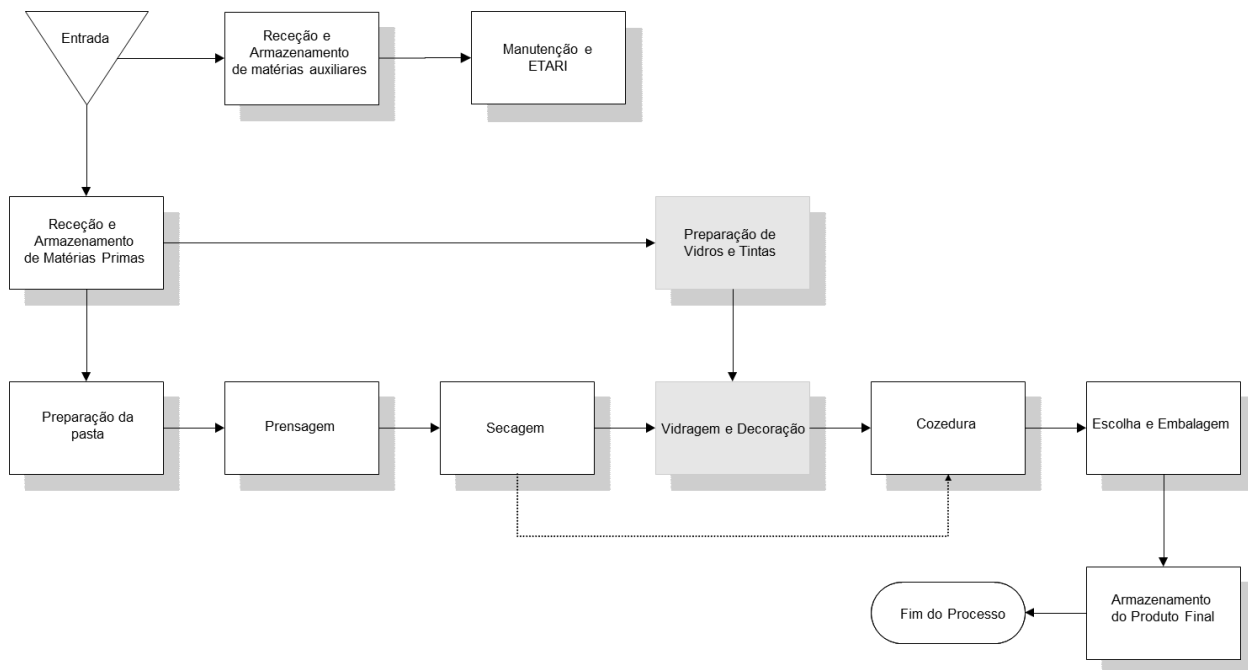 Entrada
Receção e
Armazenamento
de matérias auxiliares
Manutenção e
ETARI
Receção e
Armazenamento
de Matérias Primas
Preparação de
Vidros e Tintas
Preparação da
pasta
Prensagem
Secagem
Vidragem e Decoração
Cozedura
Escolha e Embalagem
Armazenamento
do Produto Final
Fim do Processo